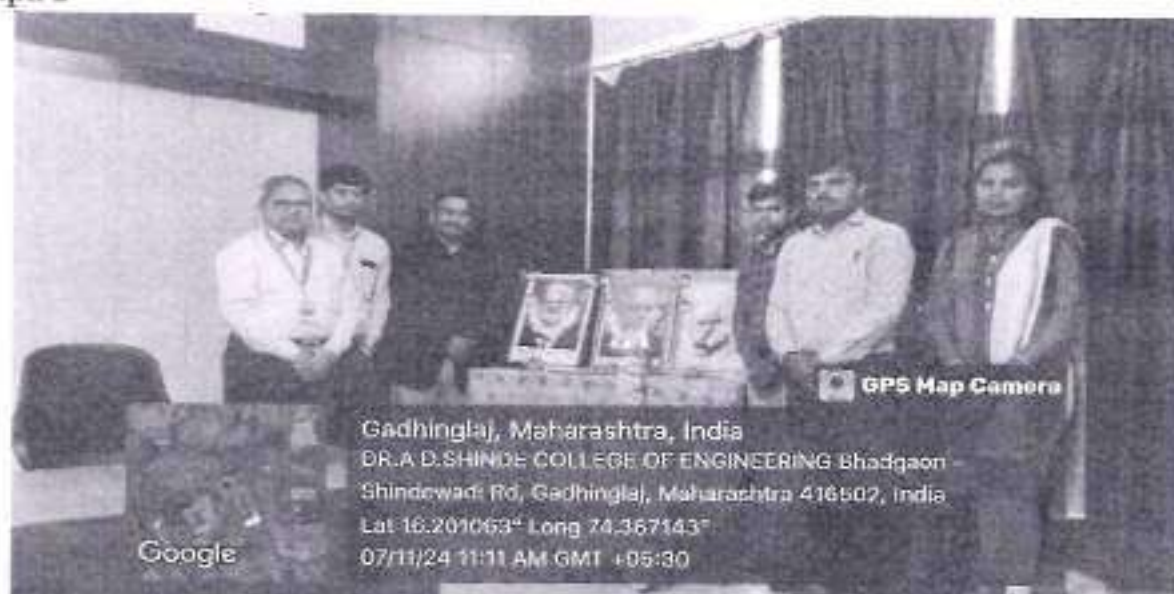 GPS Map Camera
Gadhinglaj, Maharashtra, India
DR.A D.SHINDE COLLEGE OF ENGINEERING Bhadgaon -
Shindewadi Rd, Gadhinglaj, Maharashtra 416502, India
Lat 16.201063° Long 74.367143°
07/11/24 11:11 AM GMT +05:30
Google